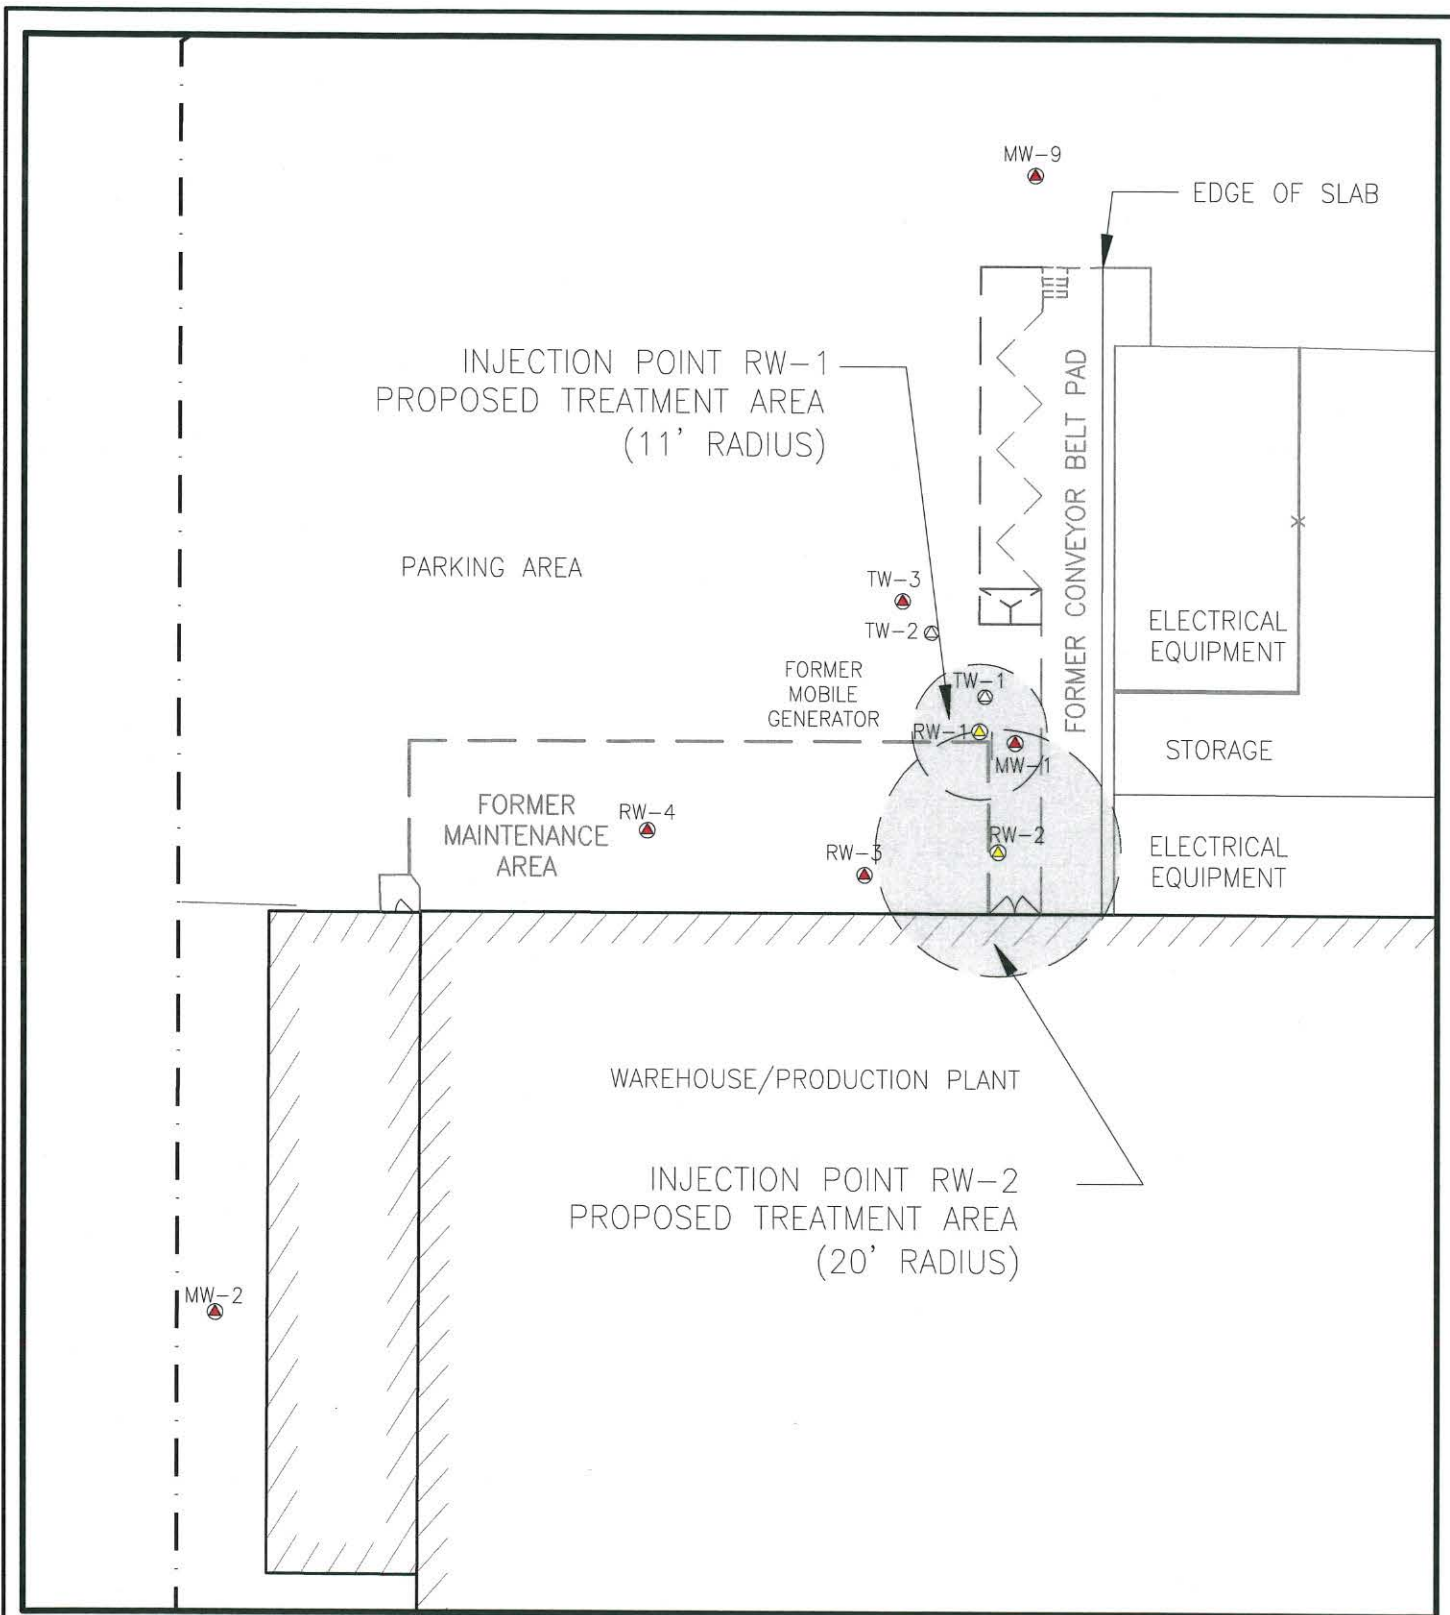 MW-9
EDGE OF SLAB
INJECTION POINT RW-1
PROPOSED TREATMENT AREA
(11' RADIUS)
FORMER CONVEYOR BELT PAD
PARKING AREA
TW-3
TW-2
ELECTRICAL
EQUIPMENT
FORMER
MOBILE
GENERATOR
TW-1
RW-1
MW-1
STORAGE
FORMER
MAINTENANCE
AREA
RW-4
RW-3
RW-2
ELECTRICAL
EQUIPMENT
WAREHOUSE/PRODUCTION PLANT
INJECTION POINT RW-2
PROPOSED TREATMENT AREA
(20' RADIUS)
MW-2